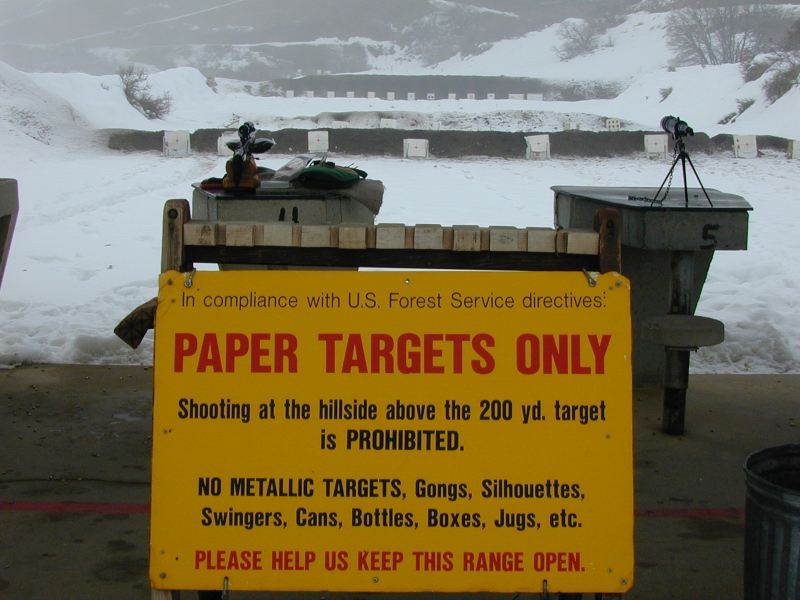 In compliance with U.S. Forest Service directives:
PAPER TARGETS ONLY
Shooting at the hillside above the 200 yd. target
is PROHIBITED.
NO METALLIC TARGETS, Gongs, Silhouettes,
Swingers, Cans, Bottles, Boxes, Jugs, etc.
PLEASE HELP US KEEP THIS RANGE OPEN.
5